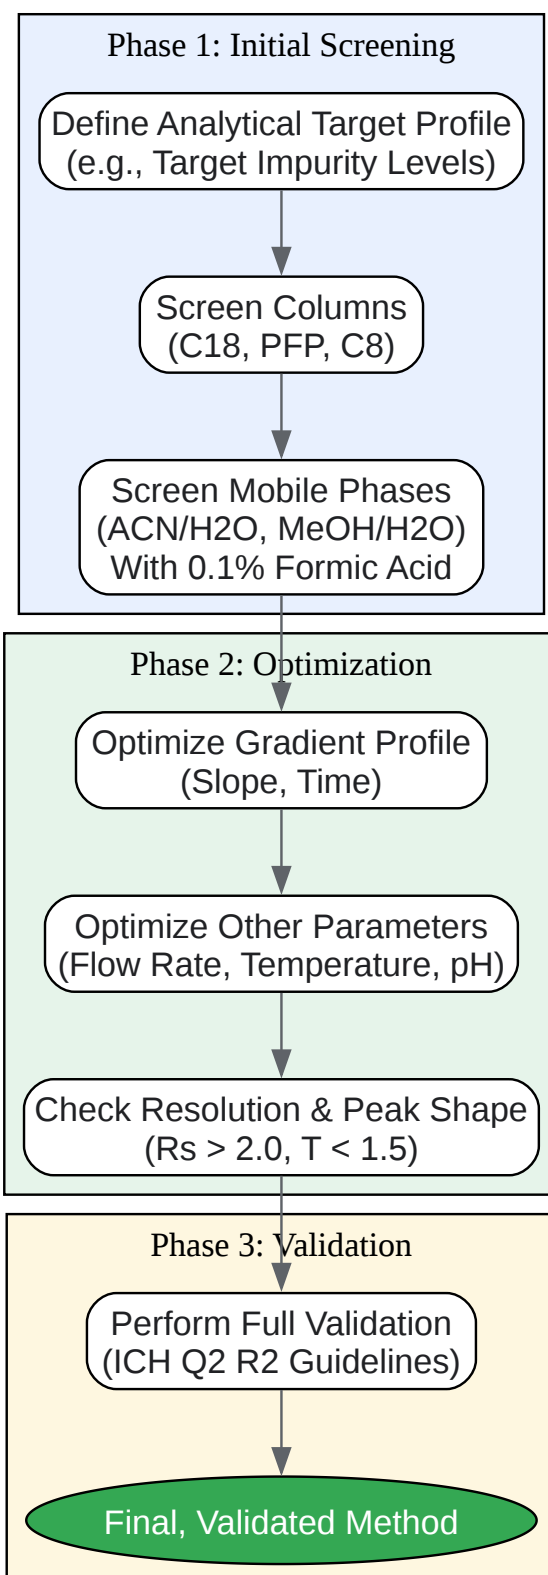 Phase 1: Initial Screening
Define Analytical Target Profile
(e.g., Target Impurity Levels)
Screen Columns
(C18, PFP, C8)
Screen Mobile Phases
(ACN/H2O, MeOH/H2O)
With 0.1% Formic Acid
Phase 2: Optimization
Optimize Gradient Profile
(Slope, Time)
Optimize Other Parameters
(Flow Rate, Temperature, pH)
Check Resolution & Peak Shape
(Rs > 2.0, T < 1.5)
Phase 3: Validation
Perform Full Validation
(ICH Q2 R2 Guidelines)
Final, Validated Method